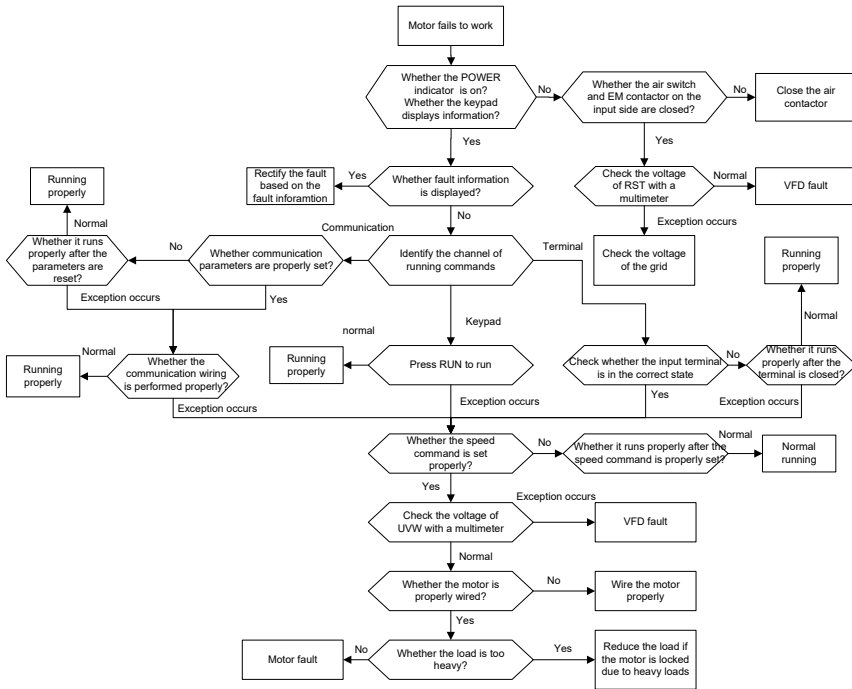 Motor fails to work
Whether the POWER
indicator is on?
Whether the keypad
displays information?
No
Whether the air switch
and EM contactor on the
input side are closed?
No
Close the air
contactor
Yes
Yes
Rectify the fault
based on the
fault inforamtion
Yes
Whether fault information
is displayed?
Check the voltage
of RST with a
multimeter
Normal
VFD fault
Running
properly
Normal
No
Exception occurs
Communication
Terminal
Whether it runs
properly after the
parameters are
reset?
No
Whether communication
parameters are properly set?
Identify the channel of
running commands
Check the voltage
of the grid
Running
properly
Exception occurs
Yes
Keypad
Normal
Running
properly
Normal
Whether the
communication wiring
is performed properly?
normal
Running
properly
Press RUN to run
Check whether the input terminal
is in the correct state
No
Whether it runs
properly after the
terminal is closed?
Exception occurs
Exception occurs
Yes
Exception occurs
Whether the speed
command is set
properly?
No
Whether it runs properly after the
speed command is properly set?
Normal
Normal
running
Yes
Check the voltage of
UVW with a multimeter
Exception occurs
VFD fault
Normal
Whether the motor is
properly wired?
No
Wire the motor
properly
Yes
Motor fault
No
Whether the load is too
heavy?
Yes
Reduce the load if
the motor is locked
due to heavy loads